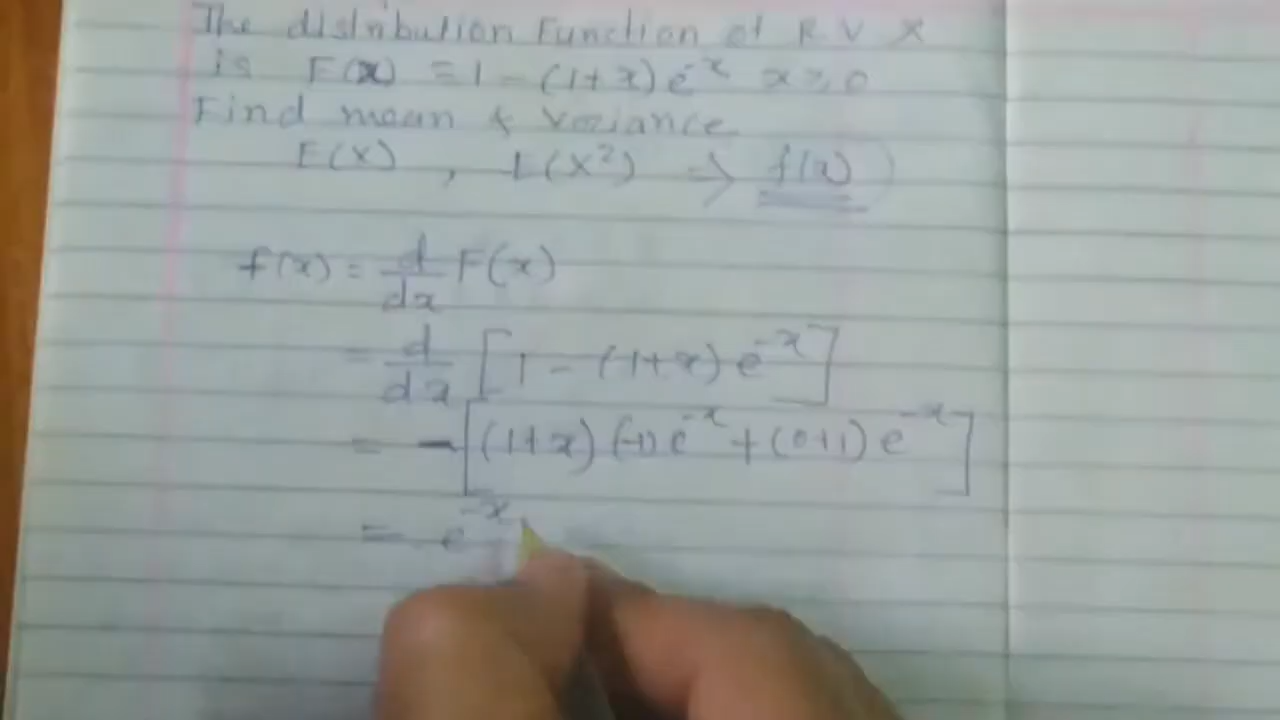 The distribution Function of R V X
is F(x) = 1 - (1+x) e^-x x ≥ 0
Find mean & variance
E(X) , E(X²) → f(x)
f(x) = d/dx F(x)
= d/dx [1 - (1+x) e^-x]
= -[(1+x) (-1) e^-x + (0+1) e^-x]
= e^-x